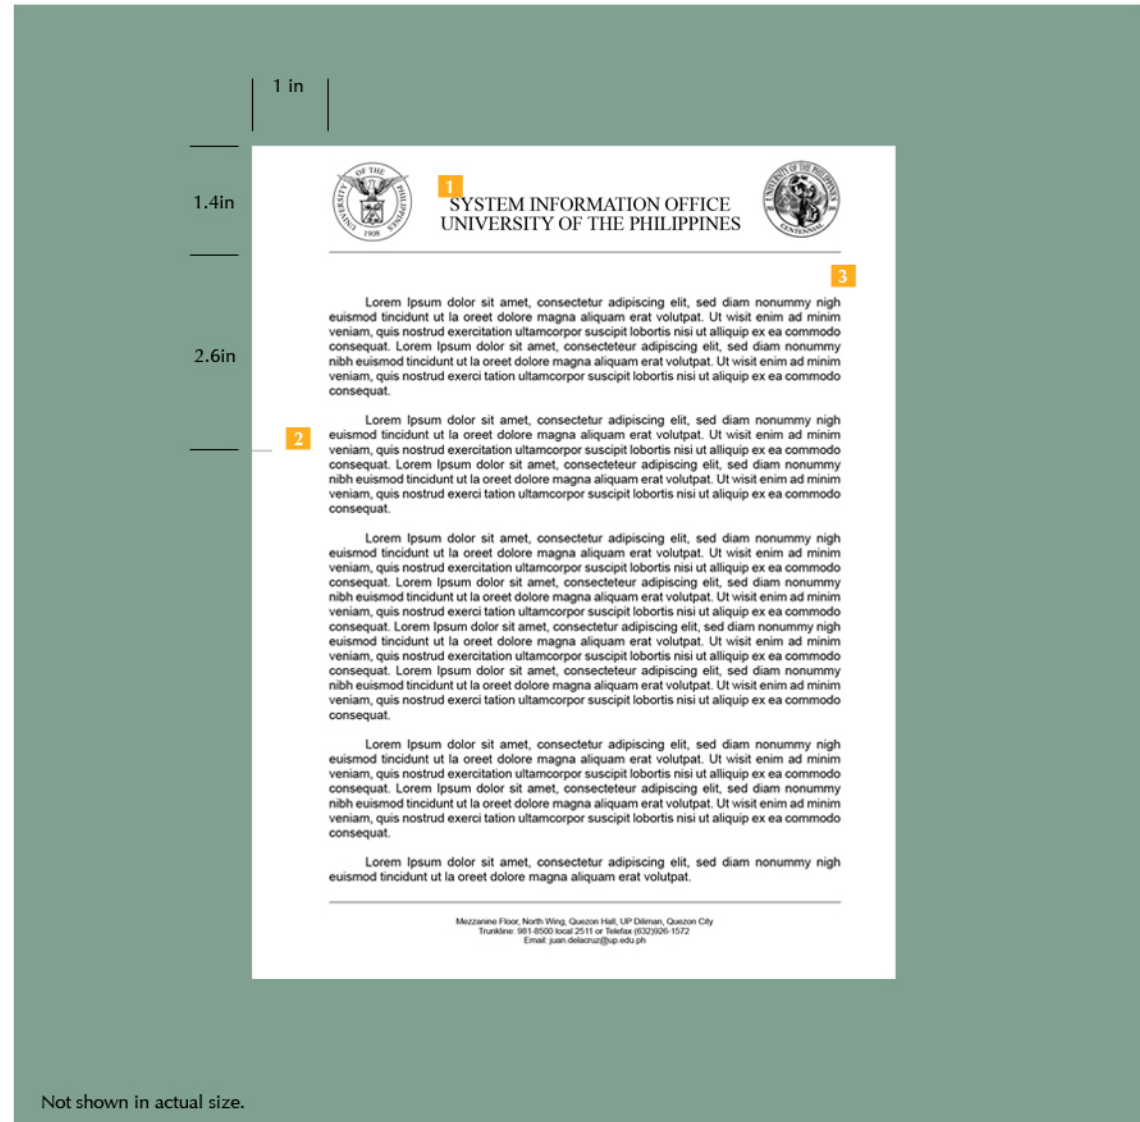 1 in
1.4in
2.6in
OF THE
UNIVERSITY
PHILIPPINES
1908
1
SYSTEM INFORMATION OFFICE
UNIVERSITY OF THE PHILIPPINES
UNIVERSITY OF THE PHILIPPINES
CENTENNIAL
3
Lorem Ipsum dolor sit amet, consectetur adipiscing elit, sed diam nonummy nigh
euismod tincidunt ut la oreet dolore magna aliquam erat volutpat. Ut wisit enim ad minim
veniam, quis nostrud exercitation ultamcorpor suscipit lobortis nisi ut alliquip ex ea commodo
consequat. Lorem Ipsum dolor sit amet, consecteteur adipiscing elit, sed diam nonummy
nibh euismod tincidunt ut la oreet dolore magna aliquam erat volutpat. Ut wisit enim ad minim
veniam, quis nostrud exerci tation ultamcorpor suscipit lobortis nisi ut aliquip ex ea commodo
consequat.
2
Lorem Ipsum dolor sit amet, consectetur adipiscing elit, sed diam nonummy nigh
euismod tincidunt ut la oreet dolore magna aliquam erat volutpat. Ut wisit enim ad minim
veniam, quis nostrud exercitation ultamcorpor suscipit lobortis nisi ut alliquip ex ea commodo
consequat. Lorem Ipsum dolor sit amet, consecteteur adipiscing elit, sed diam nonummy
nibh euismod tincidunt ut la oreet dolore magna aliquam erat volutpat. Ut wisit enim ad minim
veniam, quis nostrud exerci tation ultamcorpor suscipit lobortis nisi ut aliquip ex ea commodo
consequat.
Lorem Ipsum dolor sit amet, consectetur adipiscing elit, sed diam nonummy nigh
euismod tincidunt ut la oreet dolore magna aliquam erat volutpat. Ut wisit enim ad minim
veniam, quis nostrud exercitation ultamcorpor suscipit lobortis nisi ut alliquip ex ea commodo
consequat. Lorem Ipsum dolor sit amet, consecteteur adipiscing elit, sed diam nonummy
nibh euismod tincidunt ut la oreet dolore magna aliquam erat volutpat. Ut wisit enim ad minim
veniam, quis nostrud exerci tation ultamcorpor suscipit lobortis nisi ut aliquip ex ea commodo
consequat. Lorem Ipsum dolor sit amet, consectetur adipiscing elit, sed diam nonummy nigh
euismod tincidunt ut la oreet dolore magna aliquam erat volutpat. Ut wisit enim ad minim
veniam, quis nostrud exercitation ultamcorpor suscipit lobortis nisi ut alliquip ex ea commodo
consequat. Lorem Ipsum dolor sit amet, consecteteur adipiscing elit, sed diam nonummy
nibh euismod tincidunt ut la oreet dolore magna aliquam erat volutpat. Ut wisit enim ad minim
veniam, quis nostrud exerci tation ultamcorpor suscipit lobortis nisi ut aliquip ex ea commodo
consequat.
Lorem Ipsum dolor sit amet, consectetur adipiscing elit, sed diam nonummy nigh
euismod tincidunt ut la oreet dolore magna aliquam erat volutpat. Ut wisit enim ad minim
veniam, quis nostrud exercitation ultamcorpor suscipit lobortis nisi ut alliquip ex ea commodo
consequat. Lorem Ipsum dolor sit amet, consecteteur adipiscing elit, sed diam nonummy
nibh euismod tincidunt ut la oreet dolore magna aliquam erat volutpat. Ut wisit enim ad minim
veniam, quis nostrud exerci tation ultamcorpor suscipit lobortis nisi ut aliquip ex ea commodo
consequat.
Lorem Ipsum dolor sit amet, consectetur adipiscing elit, sed diam nonummy nigh
euismod tincidunt ut la oreet dolore magna aliquam erat volutpat.
Mezzanine Floor, North Wing, Quezon Hall, UP Diliman, Quezon City
Trunkline: 981-8500 local 2511 or Telefax (632)926-1572
Email: juan.delacruz@up.edu.ph
Not shown in actual size.